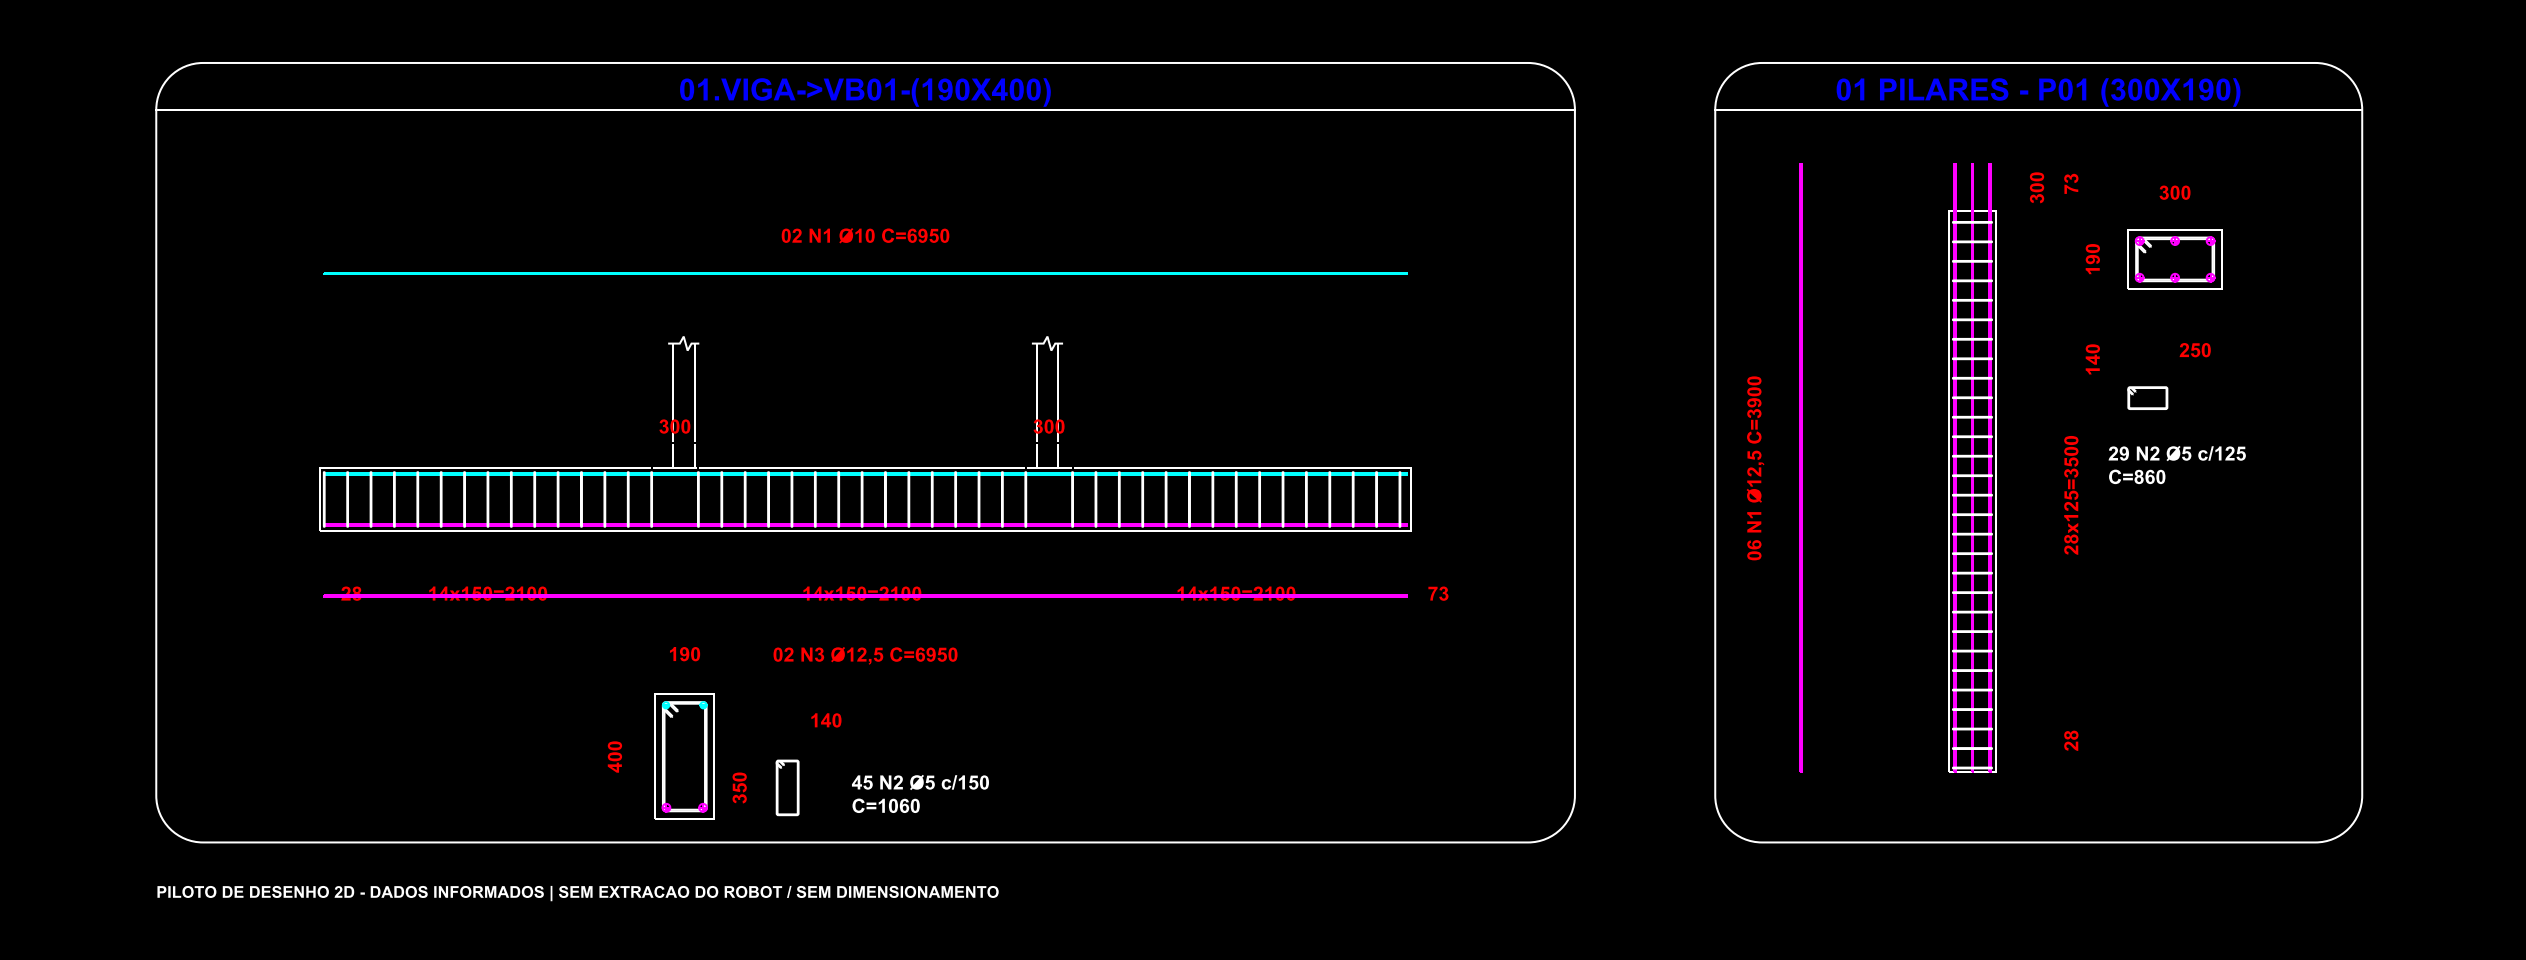 01.VIGA->VB01-(190X400)
02 N1 Ø10 C=6950
300
300
28
14x150=2100
14x150=2100
14x150=2100
73
190
02 N3 Ø12,5 C=6950
400
350
140
45 N2 Ø5 c/150
C=1060
01 PILARES - P01 (300X190)
06 N1 Ø12,5 C=3900
300
73
28x125=3500
28
300
190
140
250
29 N2 Ø5 c/125
C=860
PILOTO DE DESENHO 2D - DADOS INFORMADOS | SEM EXTRACAO DO ROBOT / SEM DIMENSIONAMENTO